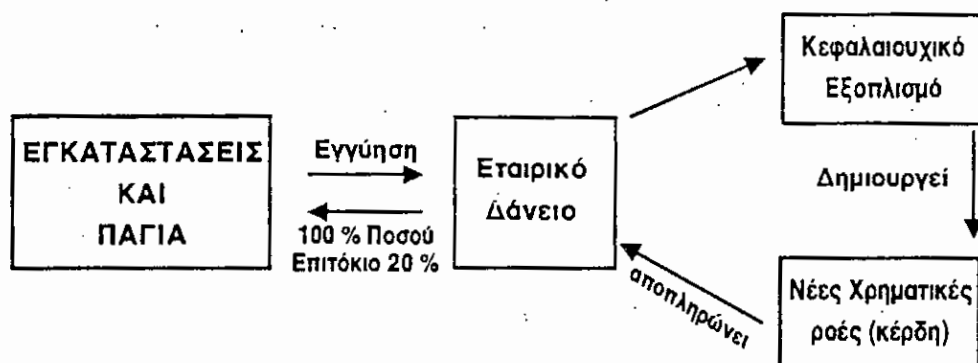 ΕΓΚΑΤΑΣΤΑΣΕΙΣ
ΚΑΙ
ΠΑΓΙΑ
Εγγύηση
100 % Ποσού
Επιτόκιο 20 %
Εταιρικό
Δάνειο
Κεφαλαιουχικό
Εξοπλισμό
Δημιουργεί
Νέες Χρηματικές
ροές (κέρδη)
αποπληρώνει